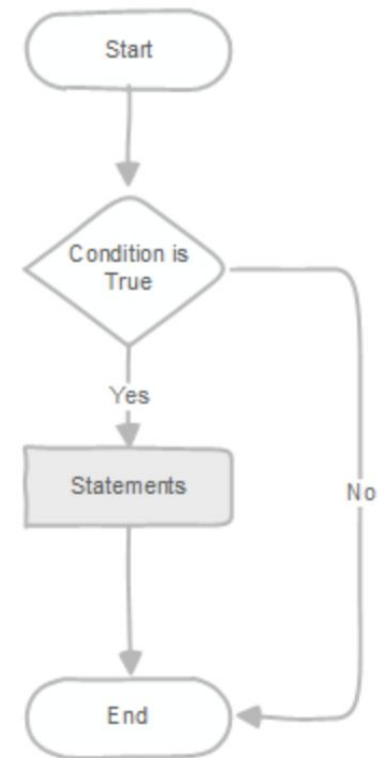 Start
Condition is
True
Yes
Statements
No
End